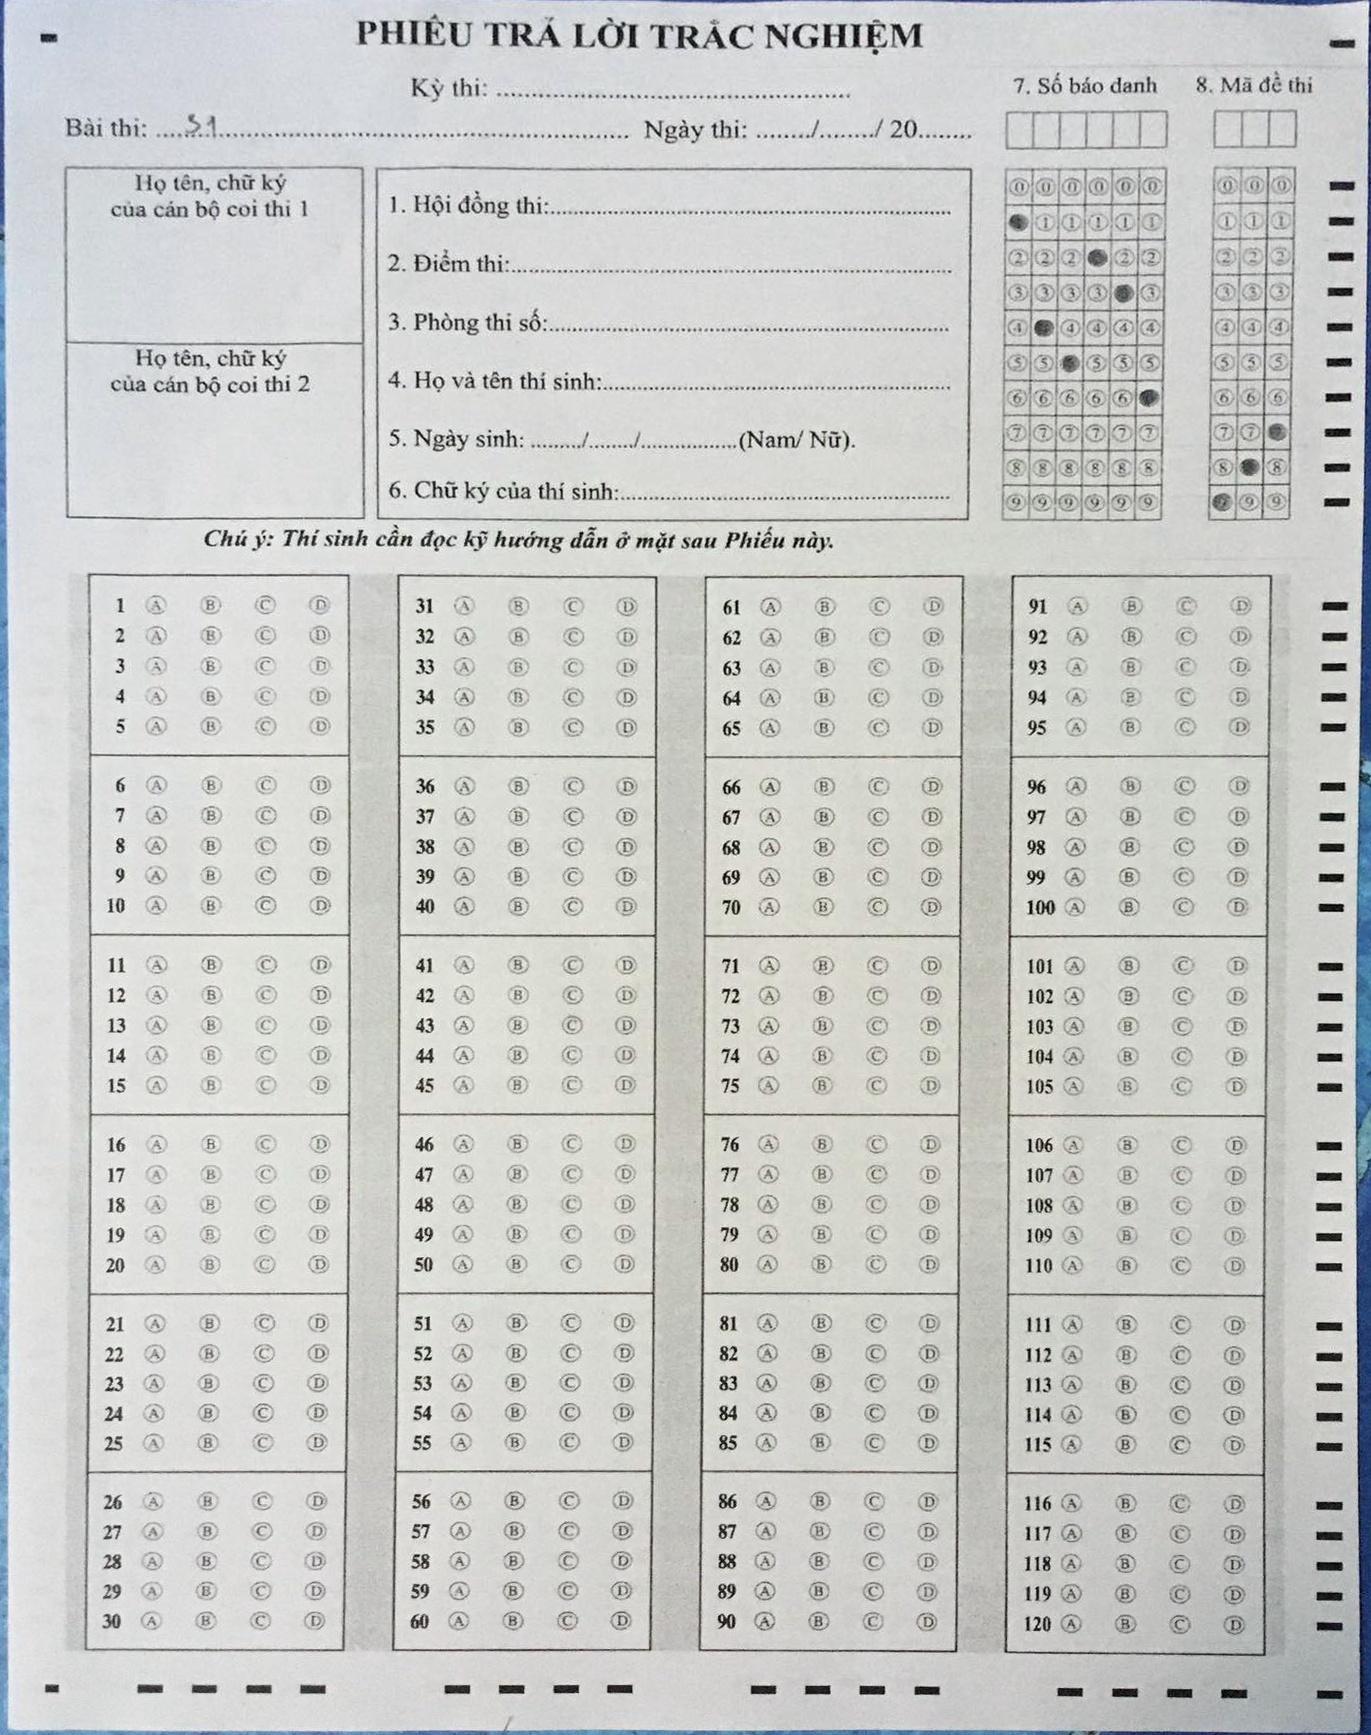 PHIẾU TRẢ LỜI TRẮC NGHIỆM
Kỳ thi: ........................................
7. Số báo danh
8. Mã đề thi
Bài thi: .... S1 ........................................ Ngày thi: ......../......../ 20........
Họ tên, chữ ký
của cán bộ coi thi 1
Họ tên, chữ ký
của cán bộ coi thi 2
1. Hội đồng thi:........................................
2. Điểm thi:........................................
3. Phòng thi số:........................................
4. Họ và tên thí sinh:........................................
5. Ngày sinh: ......../......./...............(Nam/ Nữ).
6. Chữ ký của thí sinh:........................................
0 0 0 0 0 0 0 0 0
1 1 1 1 1 1 1 1
2 2 2 2 2 2 2 2
3 3 3 3 3 3 3 3
4 4 4 4 4 4 4 4
5 5 5 5 5 5 5 5
6 6 6 6 6 6 6 6
7 7 7 7 7 7 7 7
8 8 8 8 8 8 8 8
9 9 9 9 9 9 9 9
Chú ý: Thí sinh cần đọc kỹ hướng dẫn ở mặt sau Phiếu này.
1 A B C D 31 A B C D 61 A B C D 91 A B C D
2 A B C D 32 A B C D 62 A B C D 92 A B C D
3 A B C D 33 A B C D 63 A B C D 93 A B C D
4 A B C D 34 A B C D 64 A B C D 94 A B C D
5 A B C D 35 A B C D 65 A B C D 95 A B C D
6 A B C D 36 A B C D 66 A B C D 96 A B C D
7 A B C D 37 A B C D 67 A B C D 97 A B C D
8 A B C D 38 A B C D 68 A B C D 98 A B C D
9 A B C D 39 A B C D 69 A B C D 99 A B C D
10 A B C D 40 A B C D 70 A B C D 100 A B C D
11 A B C D 41 A B C D 71 A B C D 101 A B C D
12 A B C D 42 A B C D 72 A B C D 102 A B C D
13 A B C D 43 A B C D 73 A B C D 103 A B C D
14 A B C D 44 A B C D 74 A B C D 104 A B C D
15 A B C D 45 A B C D 75 A B C D 105 A B C D
16 A B C D 46 A B C D 76 A B C D 106 A B C D
17 A B C D 47 A B C D 77 A B C D 107 A B C D
18 A B C D 48 A B C D 78 A B C D 108 A B C D
19 A B C D 49 A B C D 79 A B C D 109 A B C D
20 A B C D 50 A B C D 80 A B C D 110 A B C D
21 A B C D 51 A B C D 81 A B C D 111 A B C D
22 A B C D 52 A B C D 82 A B C D 112 A B C D
23 A B C D 53 A B C D 83 A B C D 113 A B C D
24 A B C D 54 A B C D 84 A B C D 114 A B C D
25 A B C D 55 A B C D 85 A B C D 115 A B C D
26 A B C D 56 A B C D 86 A B C D 116 A B C D
27 A B C D 57 A B C D 87 A B C D 117 A B C D
28 A B C D 58 A B C D 88 A B C D 118 A B C D
29 A B C D 59 A B C D 89 A B C D 119 A B C D
30 A B C D 60 A B C D 90 A B C D 120 A B C D